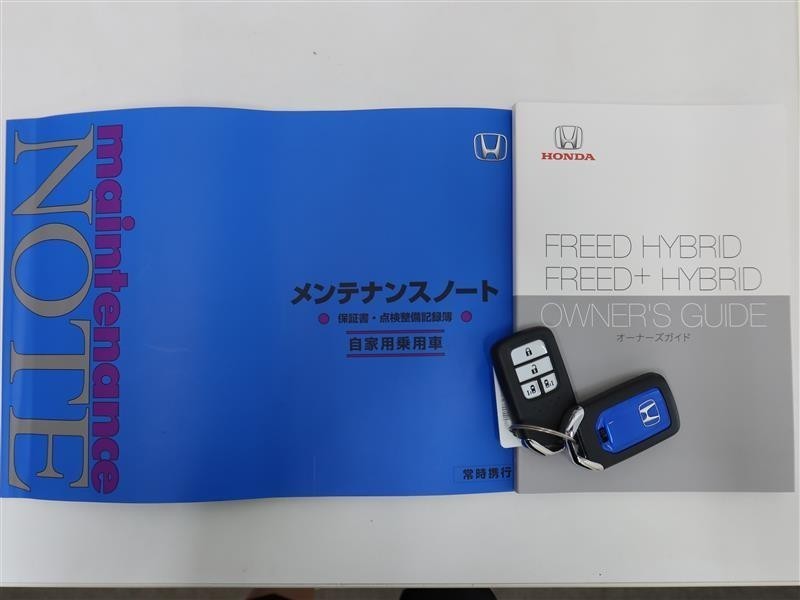 maintenance
NOTE
メンテナンスノート
保証書・点検整備記録簿
自家用乗用車
常時携行
HONDA
FREED HYBRID
FREED+ HYBRID
OWNER'S GUIDE
オーナーズガイド